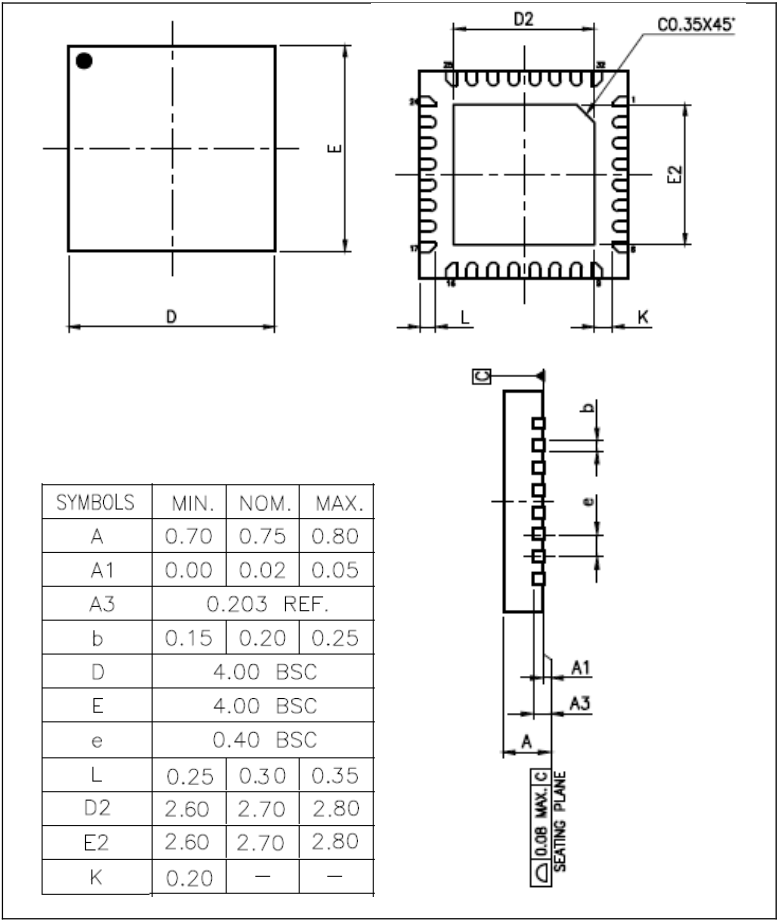 D2
C0.35X45°
25
32
24
1
E
E2
17
8
16
9
D
L
K
C
b
e
SYMBOLS MIN. NOM. MAX.
A 0.70 0.75 0.80
A1 0.00 0.02 0.05
A3 0.203 REF.
b 0.15 0.20 0.25
D 4.00 BSC
E 4.00 BSC
e 0.40 BSC
L 0.25 0.30 0.35
D2 2.60 2.70 2.80
E2 2.60 2.70 2.80
K 0.20 — —
A1
A3
A
0.08 MAX. C
SEATING PLANE